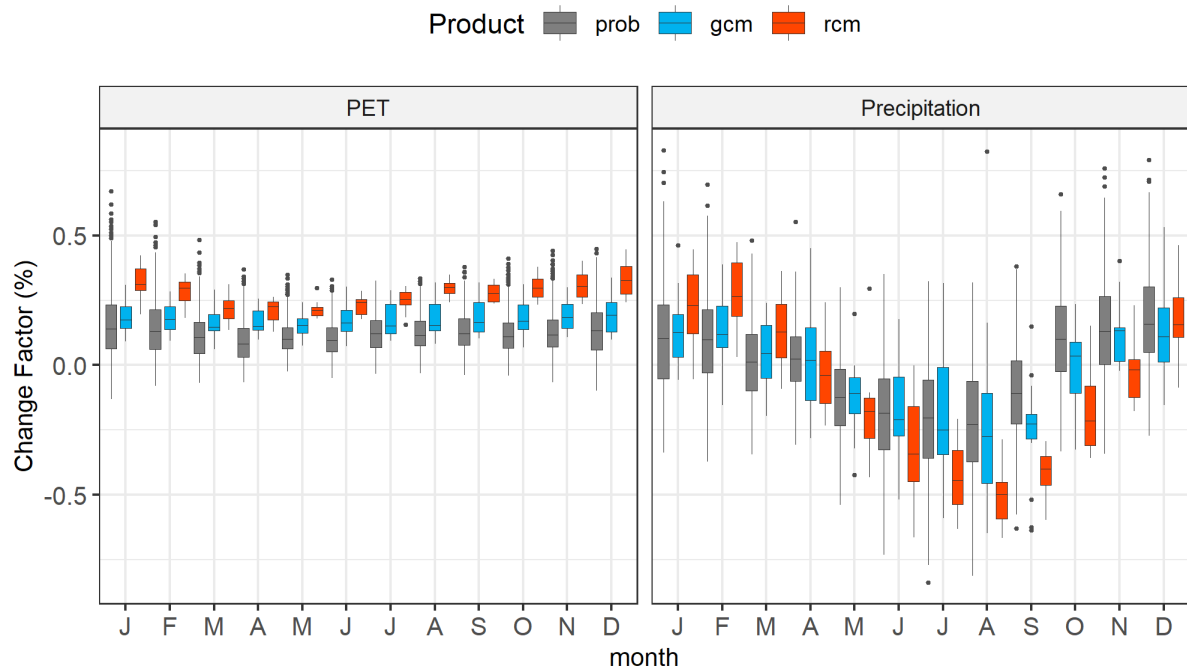 Product prob gcm rcm
PET Precipitation
Change Factor (%)
0.5
0.0
-0.5
J F M A M J J A S O N D J F M A M J J A S O N D
month